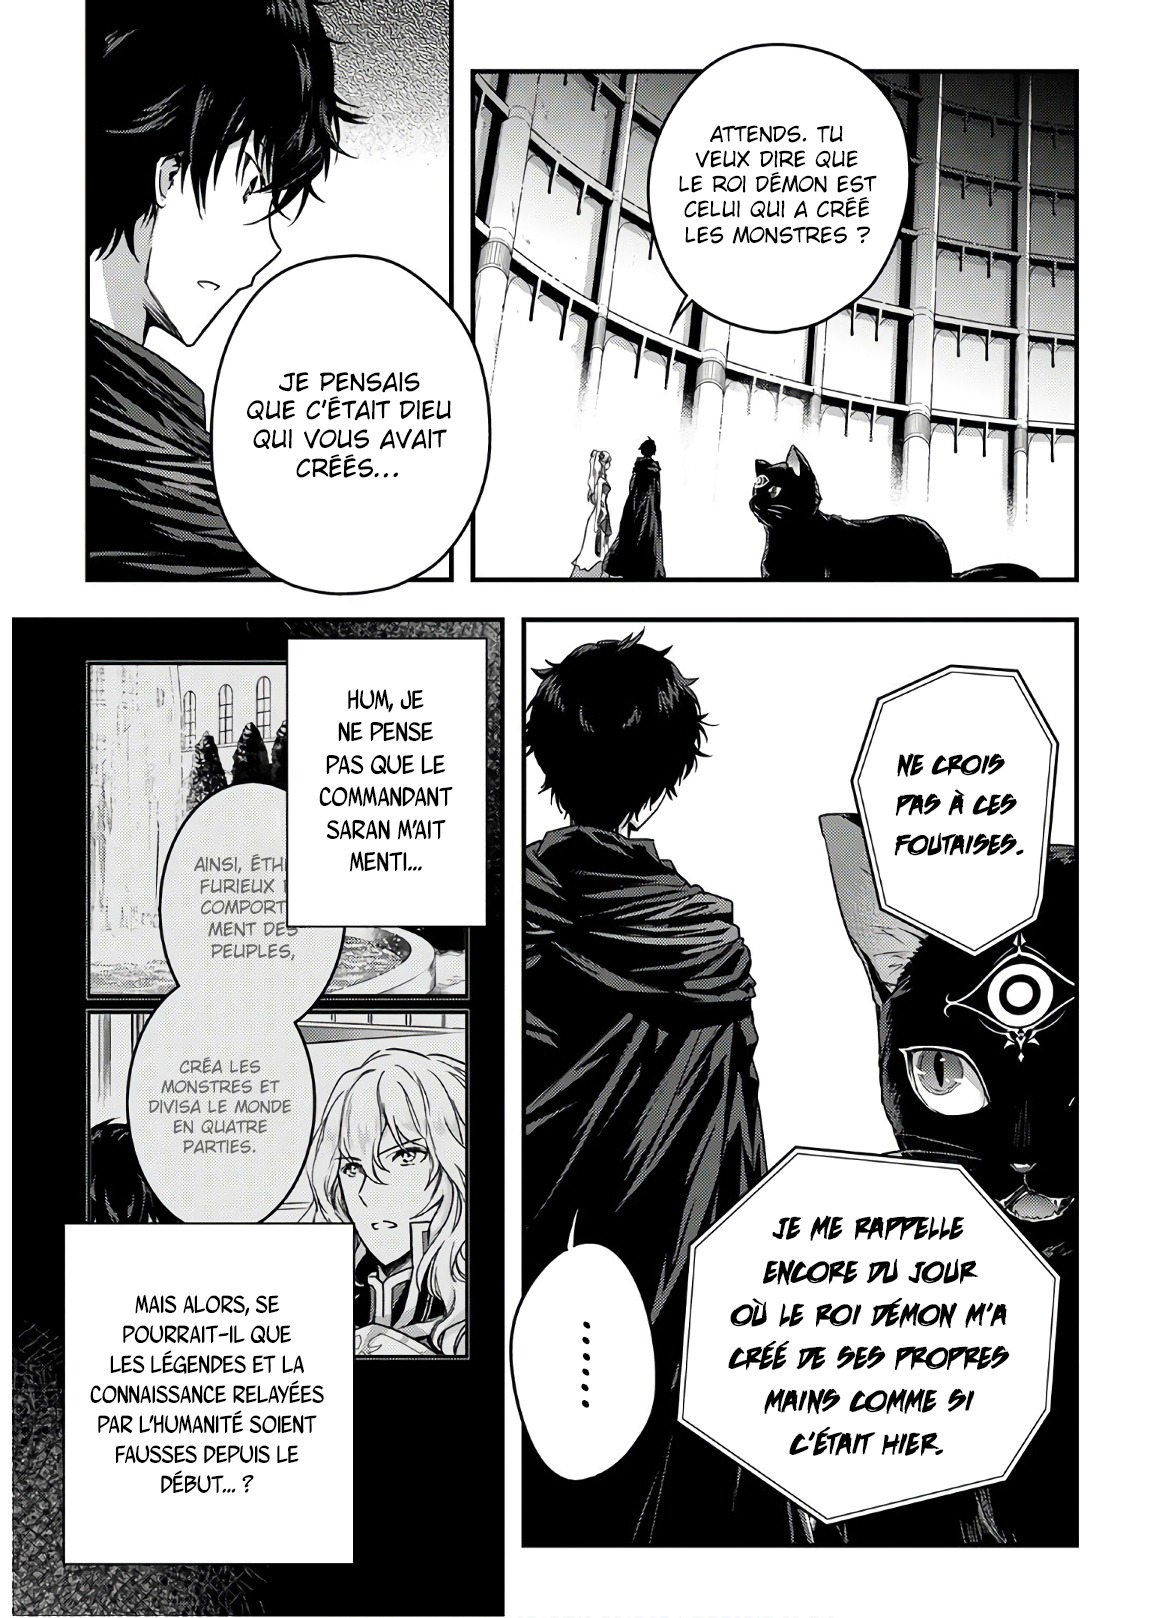 ATTENDS. TU
VEUX DIRE QUE
LE ROI DÉMON EST
CELUI QUI A CRÉÉ
LES MONSTRES ?
JE PENSAIS
QUE C'ÉTAIT DIEU
QUI VOUS AVAIT
CRÉÉS...
NE CROIS
PAS À CES
FOUTAISES.
JE ME RAPPELLE
ENCORE DU JOUR
OÙ LE ROI DÉMON M'A
CRÉÉ DE SES PROPRES
MAINS COMME SI
C'ÉTAIT HIER.
......
HUM, JE
NE PENSE
PAS QUE LE
COMMANDANT
SARAN M'AIT
MENTI...
AINSI,
FURIEUX
MENT DES
PEUPLES,
CRÉA LES
MONSTRES ET
DIVISA LE MONDE
EN QUATRE
PARTIES.
MAIS ALORS, SE
POURRAIT-IL QUE
LES LÉGENDES ET LA
CONNAISSANCE RELAYÉES
PAR L'HUMANITÉ SOIENT
FAUSSES DEPUIS LE
DÉBUT... ?